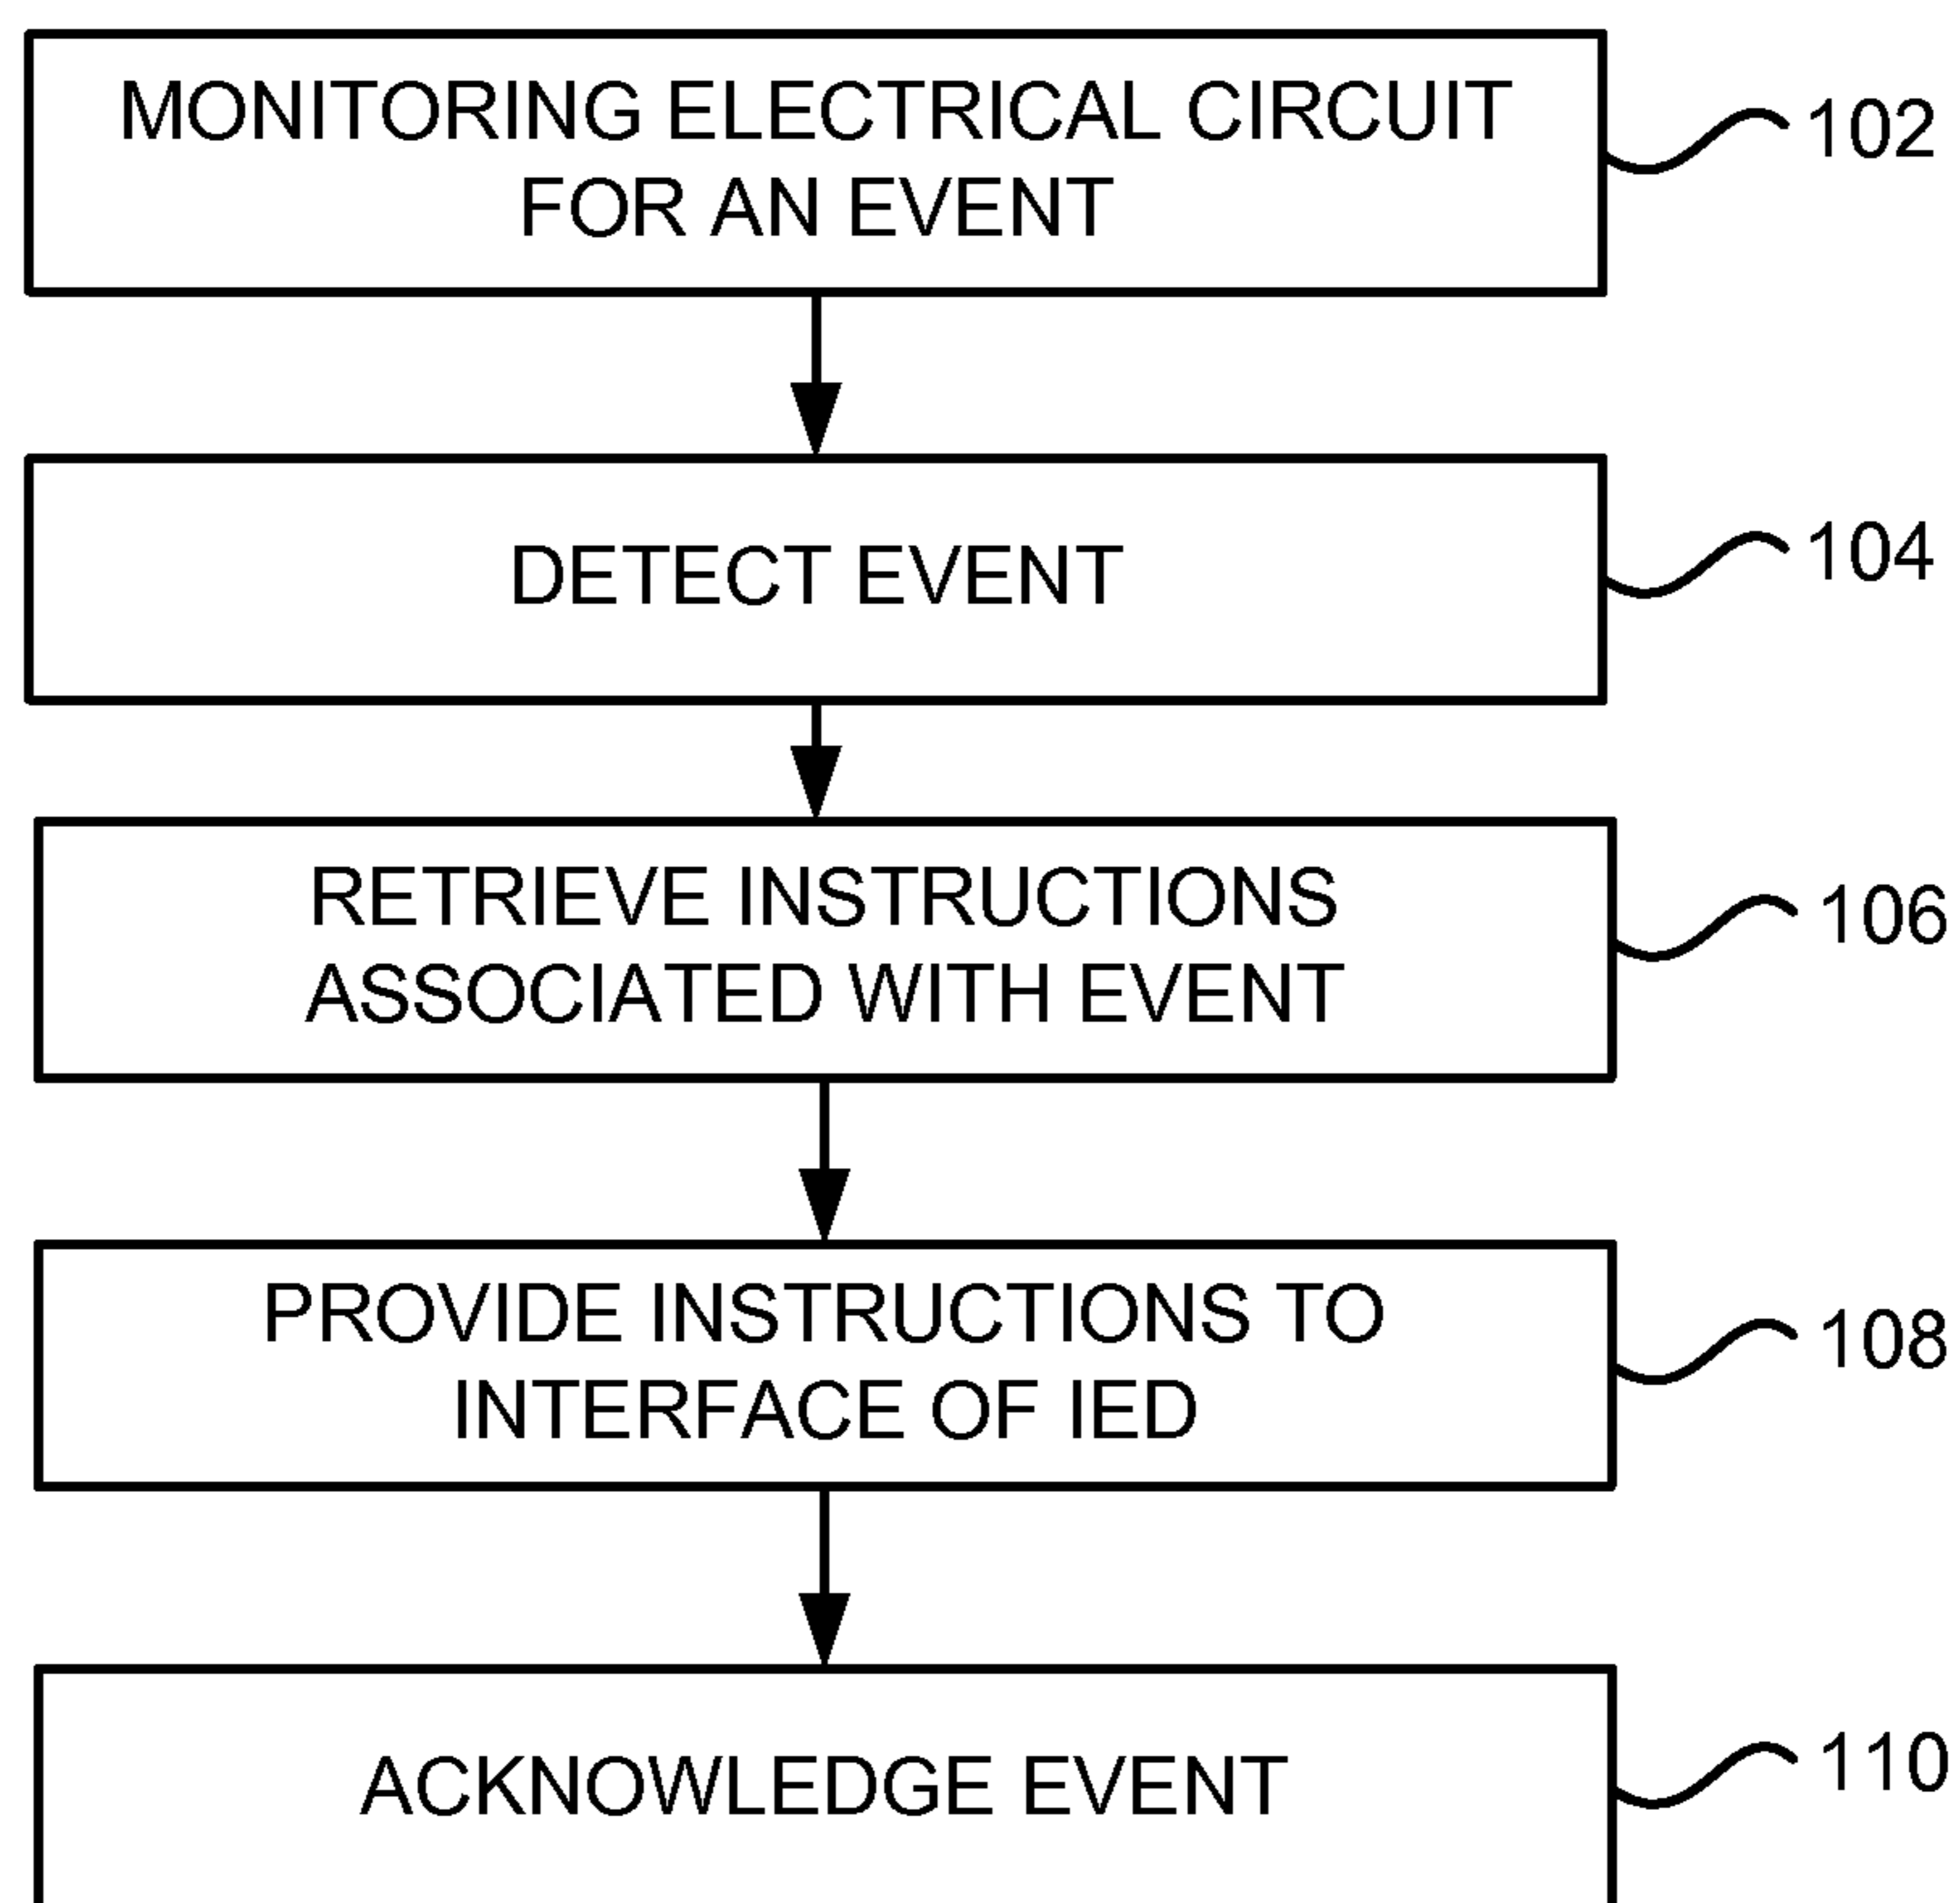 MONITORING ELECTRICAL CIRCUIT
FOR AN EVENT
102
DETECT EVENT
104
RETRIEVE INSTRUCTIONS
ASSOCIATED WITH EVENT
106
PROVIDE INSTRUCTIONS TO
INTERFACE OF IED
108
ACKNOWLEDGE EVENT
110